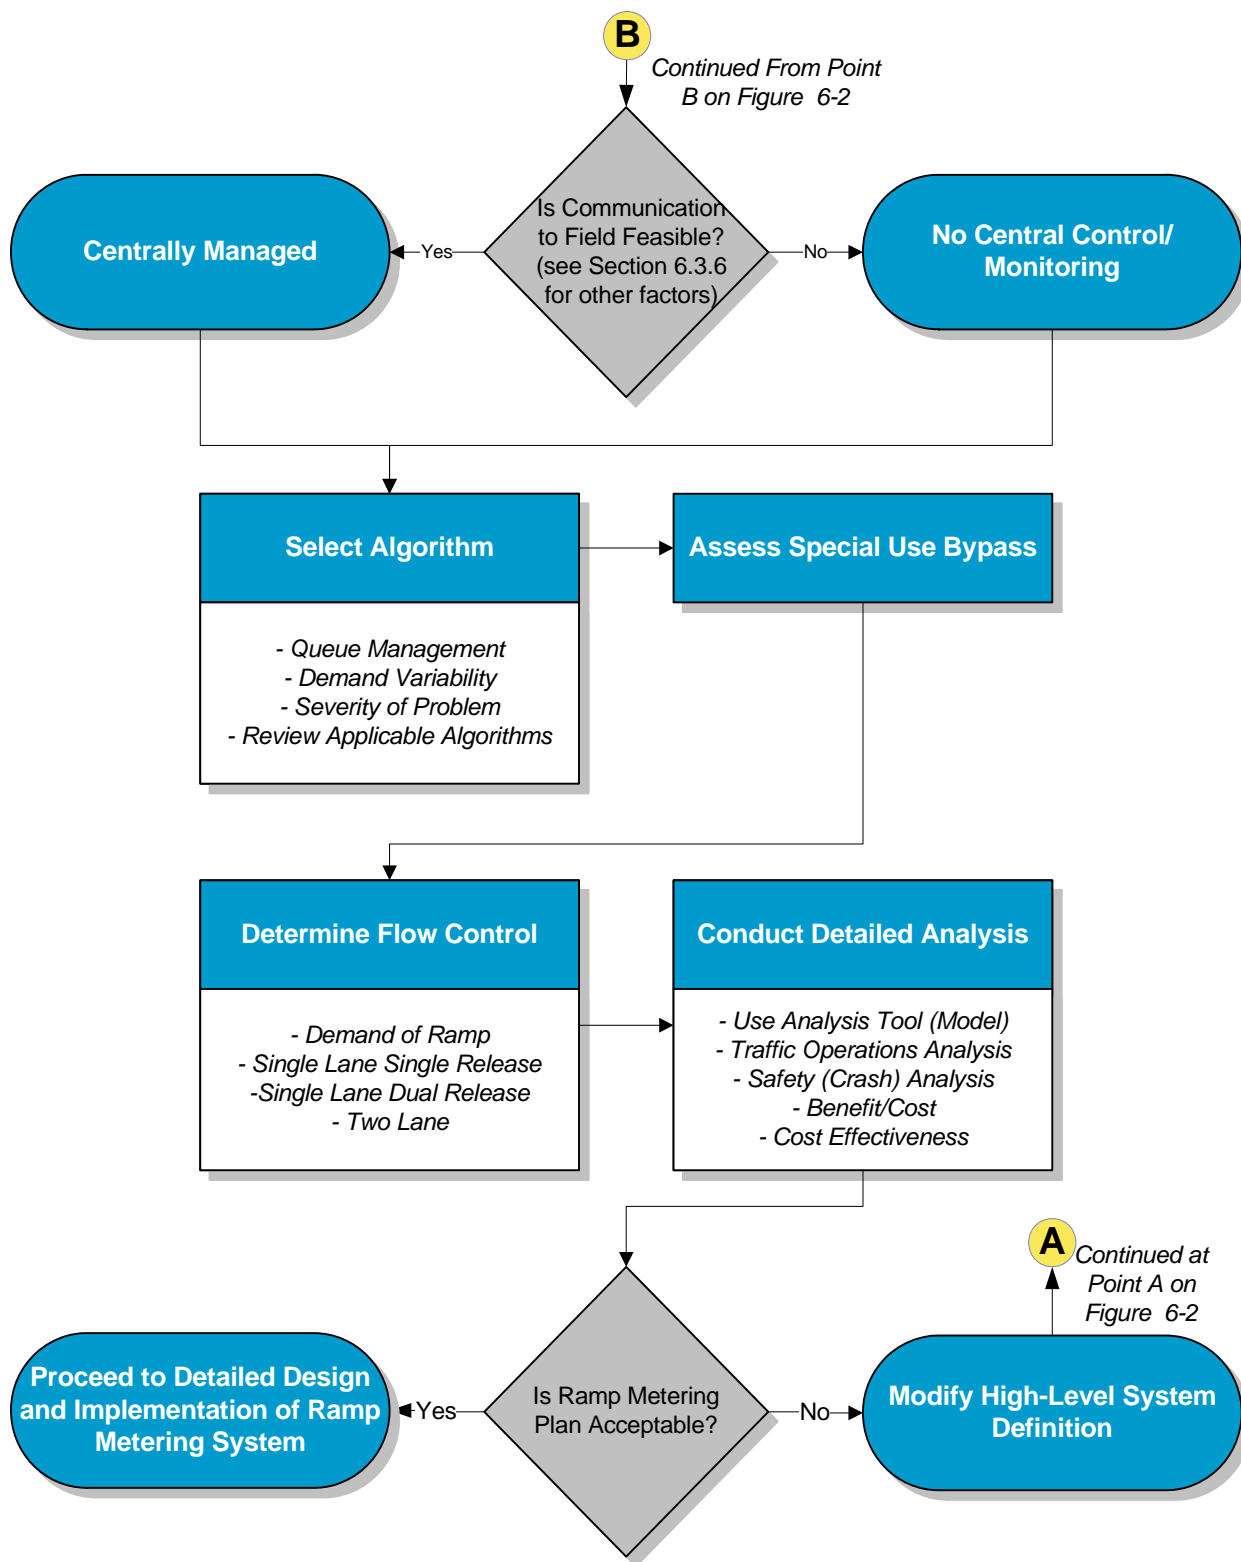 B
Continued From Point
B on Figure 6-2
Is Communication
to Field Feasible?
(see Section 6.3.6
for other factors)
Centrally Managed
Yes
No
No Central Control/
Monitoring
Select Algorithm
- Queue Management
- Demand Variability
- Severity of Problem
- Review Applicable Algorithms
Assess Special Use Bypass
Determine Flow Control
- Demand of Ramp
- Single Lane Single Release
-Single Lane Dual Release
- Two Lane
Conduct Detailed Analysis
- Use Analysis Tool (Model)
- Traffic Operations Analysis
- Safety (Crash) Analysis
- Benefit/Cost
- Cost Effectiveness
A
Continued at
Point A on
Figure 6-2
Proceed to Detailed Design
and Implementation of Ramp
Metering System
Yes
Is Ramp Metering
Plan Acceptable?
No
Modify High-Level System
Definition